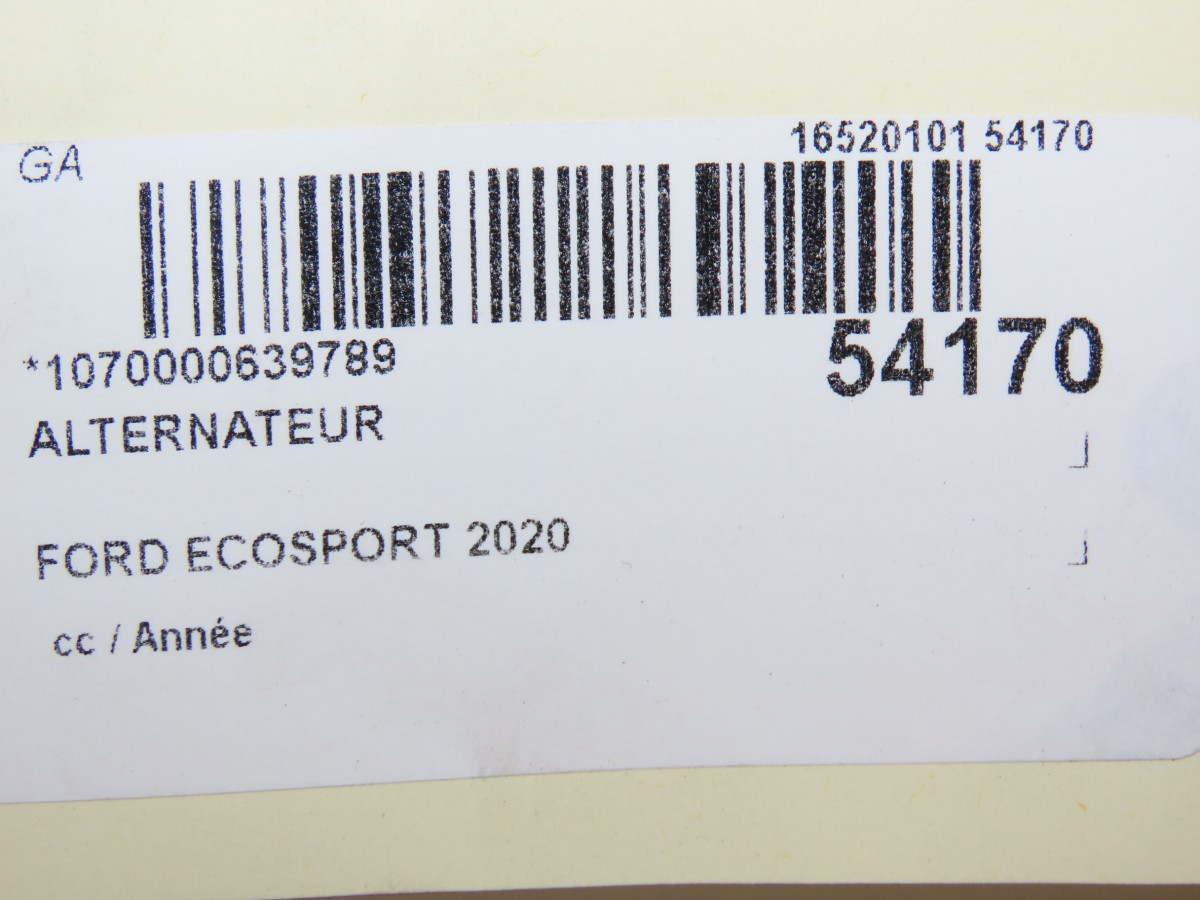 GA
16520101 54170
*1070000639789
54170
ALTERNATEUR
FORD ECOSPORT 2020
cc / Année